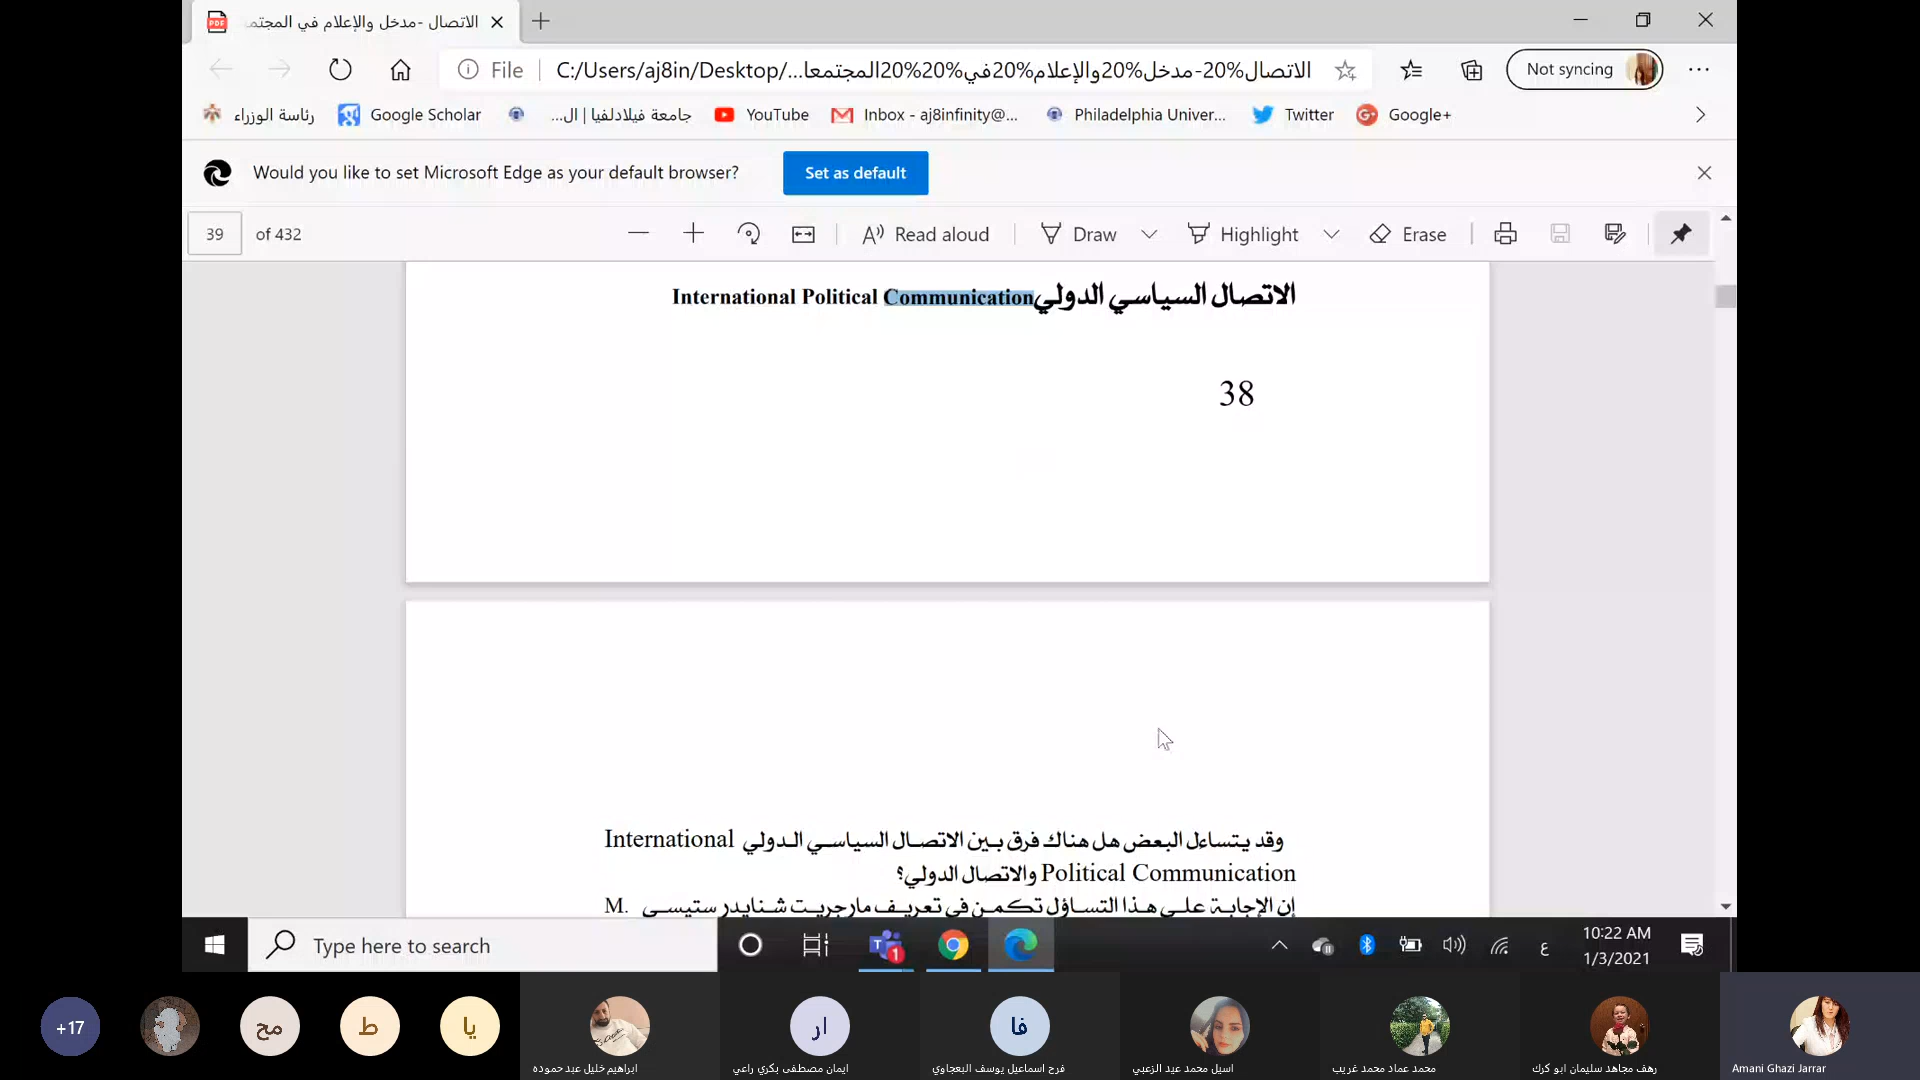 الاتصال -مدخل والإعلام في المجتمع
File
C:/Users/aj8in/Desktop/...الاتصال%20-مدخل%20والإعلام%20في%20%20المجتمعا
Not syncing
رئاسة الوزراء
Google Scholar
جامعة فيلادلفيا | ال...
YouTube
Inbox - aj8infinity@...
Philadelphia Univer...
Twitter
Google+
Would you like to set Microsoft Edge as your default browser?
Set as default
39 of 432
Read aloud
Draw
Highlight
Erase
الاتصال السياسي الدولي International Political Communication
38
وقد يتساءل البعض هل هناك فرق بين الاتصال السياسي الدولي International
Political Communication والاتصال الدولي؟
إن الإجابة على هذا التساؤل تكمن في تعريف مارجريت شنايدر ستيسي M.
Type here to search
1
ع
10:22 AM
1/3/2021
+17
مح
ط
يا
ار
فا
ابراهيم خليل عبد حموده
ايمان مصطفى بكري راعي
فرح اسماعيل يوسف البعجاوي
اسيل محمد عيد الزعبي
محمد عماد محمد غريب
رهف مجاهد سليمان ابو كرك
Amani Ghazi Jarrar